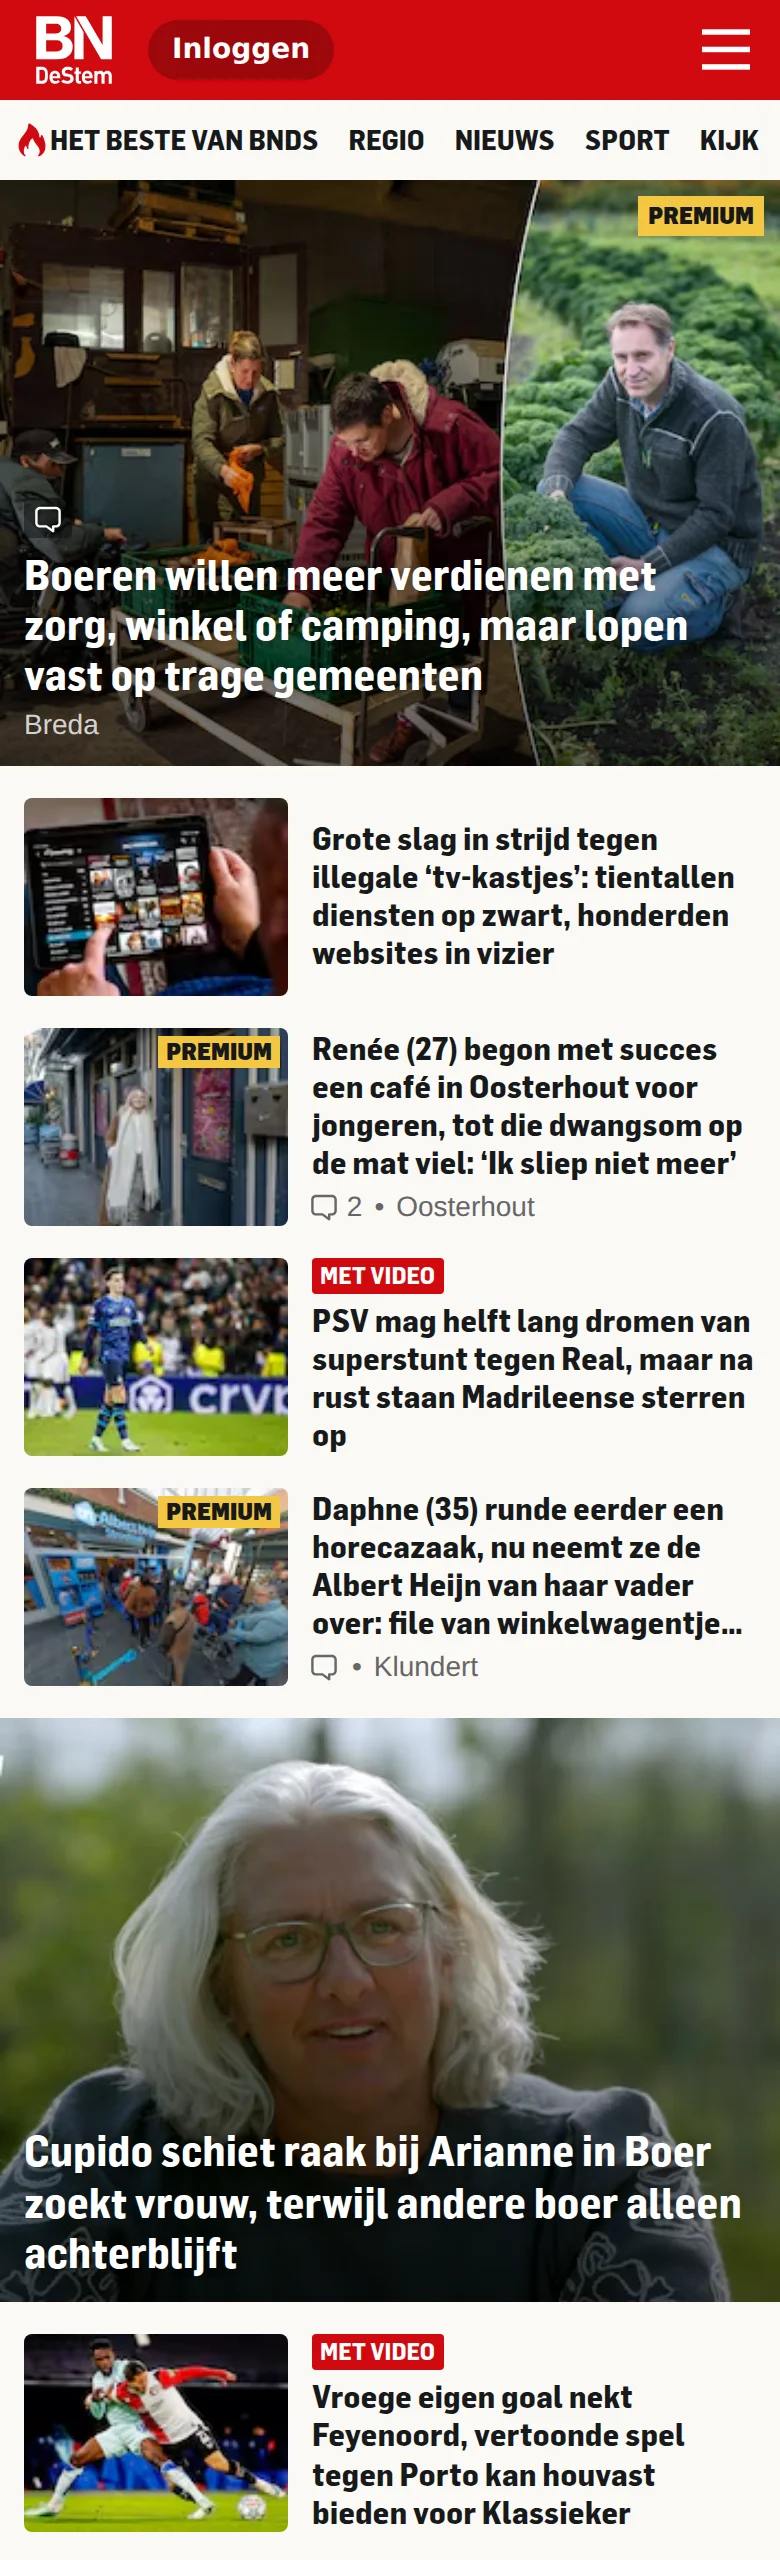 BN
DeStem
Inloggen
HET BESTE VAN BNDS
REGIO
NIEUWS
SPORT
KIJK
PREMIUM
Boeren willen meer verdienen met
zorg, winkel of camping, maar lopen
vast op trage gemeenten
Breda
Grote slag in strijd tegen
illegale ‘tv-kastjes’: tientallen
diensten op zwart, honderden
websites in vizier
PREMIUM
Renée (27) begon met succes
een café in Oosterhout voor
jongeren, tot die dwangsom op
de mat viel: ‘Ik sliep niet meer’
2 • Oosterhout
MET VIDEO
PSV mag helft lang dromen van
superstunt tegen Real, maar na
rust staan Madrileense sterren
op
PREMIUM
Daphne (35) runde eerder een
horecazaak, nu neemt ze de
Albert Heijn van haar vader
over: file van winkelwagentje...
• Klundert
Cupido schiet raak bij Arianne in Boer
zoekt vrouw, terwijl andere boer alleen
achterblijft
MET VIDEO
Vroege eigen goal nekt
Feyenoord, vertoonde spel
tegen Porto kan houvast
bieden voor Klassieker